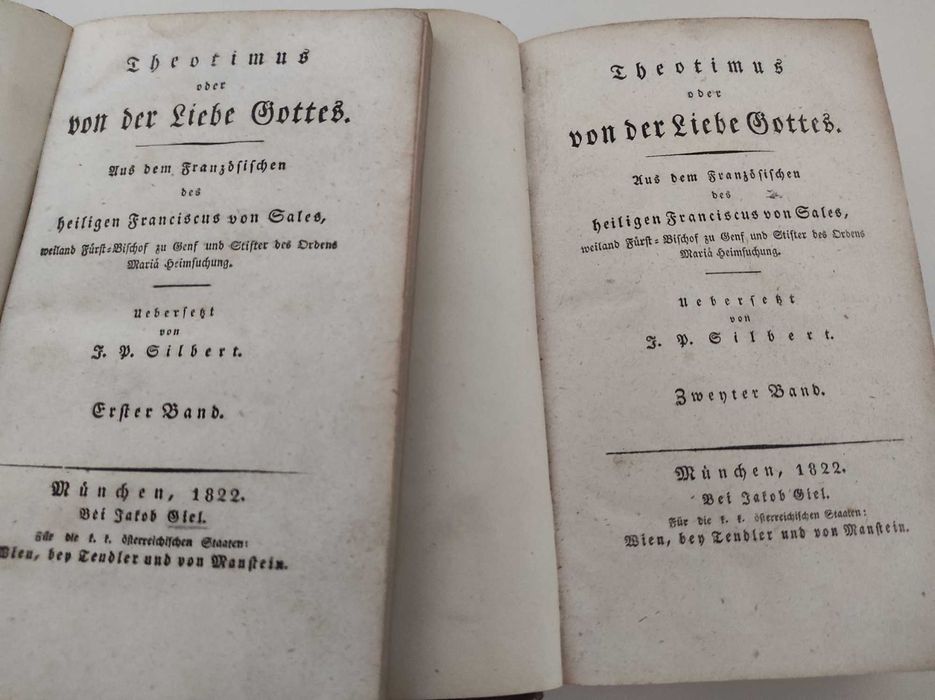 Theotimus
oder
von der Liebe Gottes.
Aus dem Französischen
des
heiligen Franciscus von Sales,
weiland Fürst-Bischof zu Genf und Stifter des Ordens
Mariä Heimsuchung.
Uebersetzt
von
J. P. Silbert.
Erster Band.
München, 1822.
Bei Jakob Giel.
Für die k. k. österreichischen Staaten:
Wien, bey Tendler und von Manstein.
Theotimus
oder
von der Liebe Gottes.
Aus dem Französischen
des
heiligen Franciscus von Sales,
weiland Fürst-Bischof zu Genf und Stifter des Ordens
Mariä Heimsuchung.
Uebersetzt
von
J. P. Silbert.
Zweyter Band.
München, 1822.
Bei Jakob Giel.
Für die k. k. österreichischen Staaten:
Wien, bey Tendler und von Manstein.